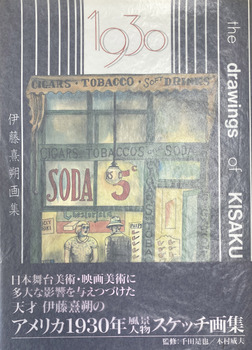 1930
the drawings of KISAKU
伊藤熹朔画集
CIGARS · TOBACCO · SOFT DRINKS
CIGARS TOBACCOS
SODA
SODA 5¢
日本舞台美術・映画美術に
多大な影響を与えつづけた
天才 伊藤熹朔の
アメリカ1930年風景人物スケッチ画集
監修：千田是也／木村威夫